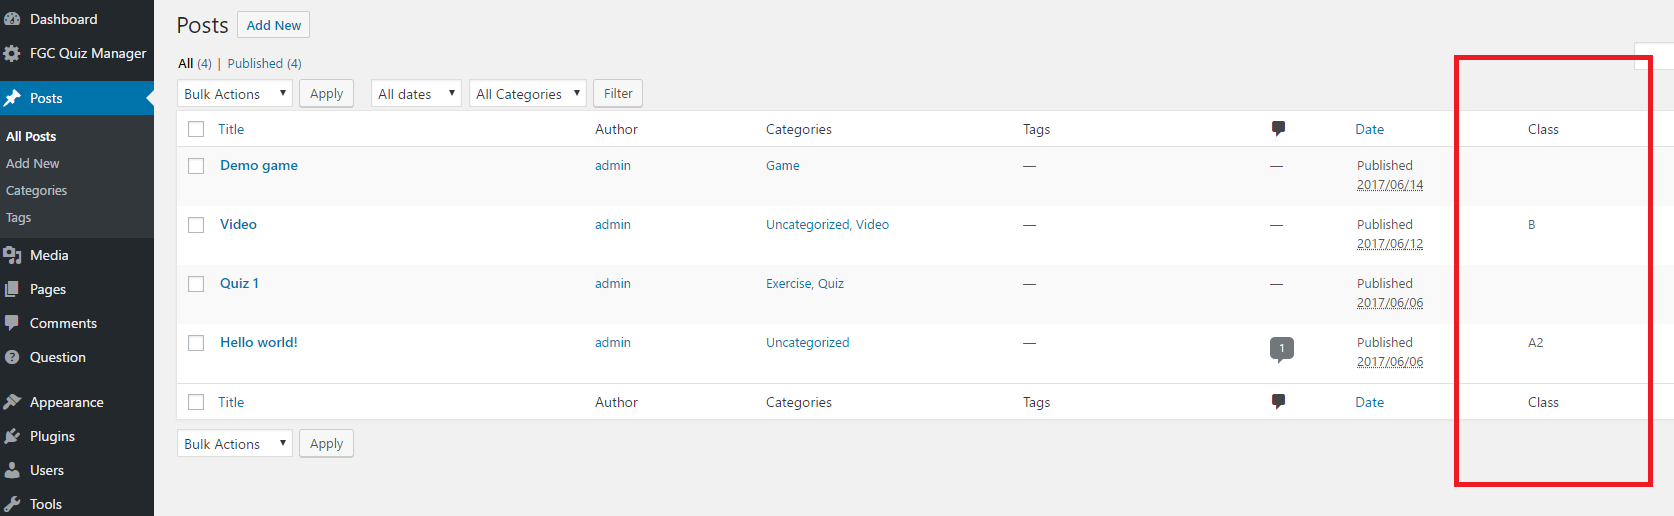 Dashboard
FGC Quiz Manager
Posts
All Posts
Add New
Categories
Tags
Media
Pages
Comments
Question
Appearance
Plugins
Users
Tools
Posts Add New
All (4) | Published (4)
Bulk Actions Apply All dates All Categories Filter
Title Author Categories Tags Date Class
Demo game admin Game — — Published
2017/06/14
Video admin Uncategorized, Video — — Published B
2017/06/12
Quiz 1 admin Exercise, Quiz — — Published
2017/06/06
Hello world! admin Uncategorized — 1 Published A2
2017/06/06
Title Author Categories Tags Date Class
Bulk Actions Apply